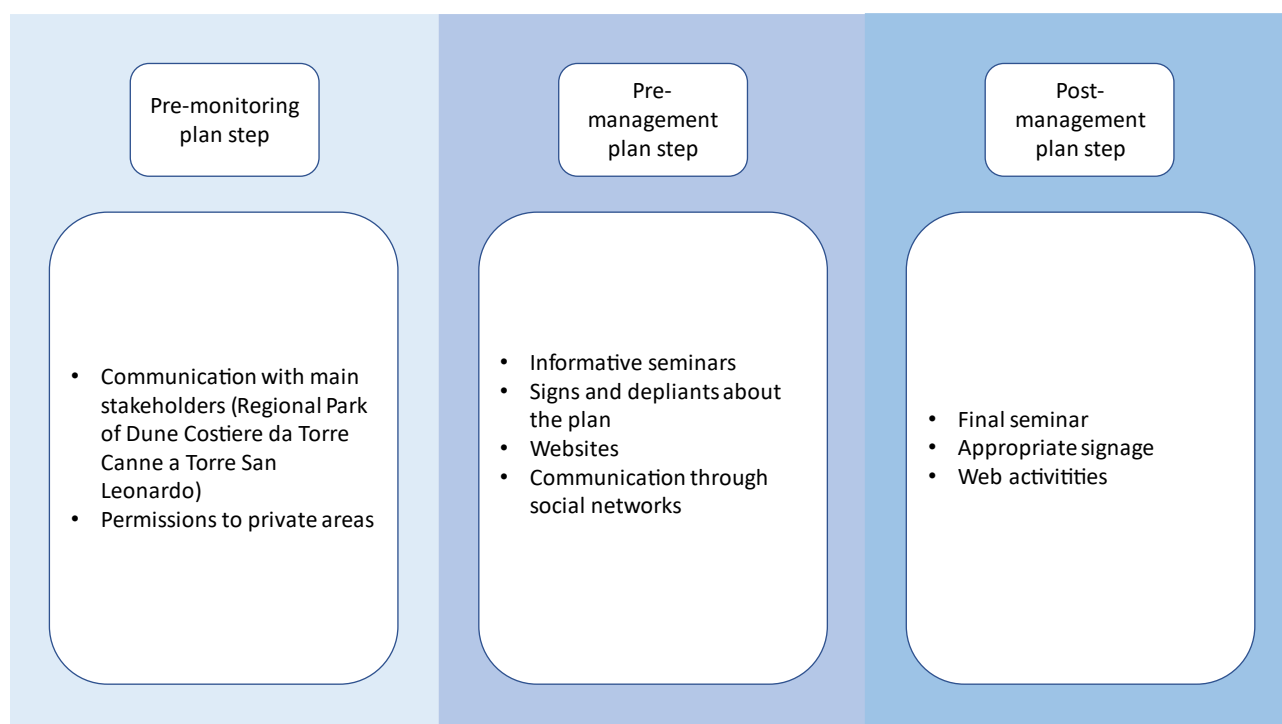 Pre-monitoring
plan step
• Communication with main
stakeholders (Regional Park
of Dune Costiere da Torre
Canne a Torre San
Leonardo)
• Permissions to private areas
Pre-
management
plan step
• Informative seminars
• Signs and depliants about
the plan
• Websites
• Communication through
social networks
Post-
management
plan step
• Final seminar
• Appropriate signage
• Web activitities